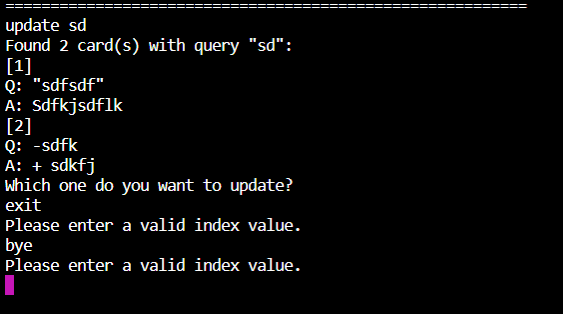 ==========================================================
update sd
Found 2 card(s) with query "sd":
[1]
Q: "sdfsdf"
A: Sdfkjsdflk
[2]
Q: -sdfk
A: + sdkfj
Which one do you want to update?
exit
Please enter a valid index value.
bye
Please enter a valid index value.